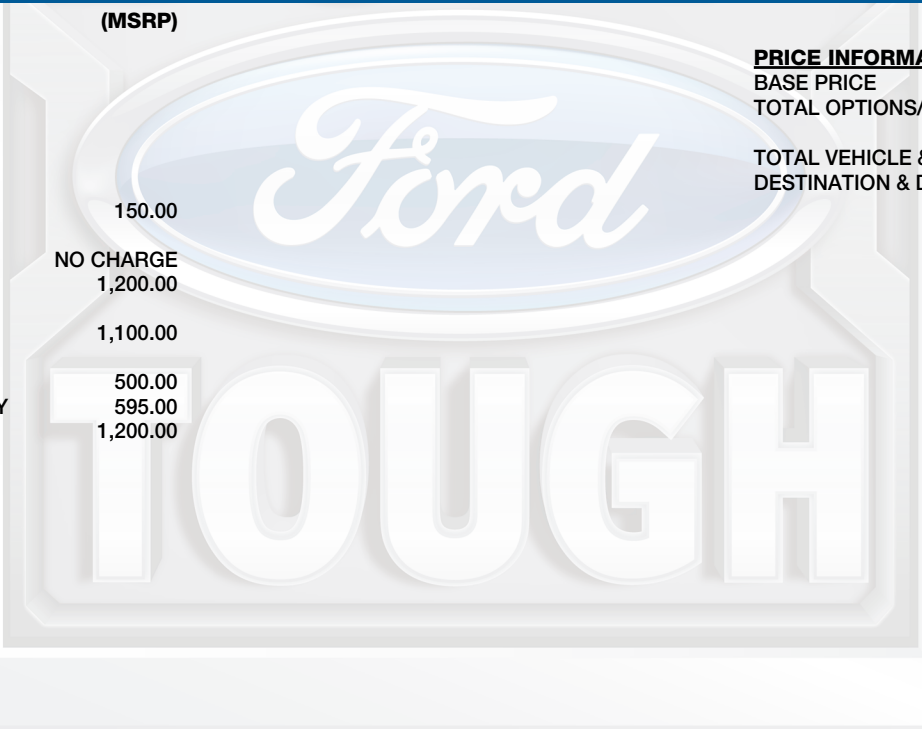 (MSRP)
150.00
NO CHARGE
1,200.00
1,100.00
500.00
Y 595.00
1,200.00
PRICE INFORMA
BASE PRICE
TOTAL OPTIONS/
TOTAL VEHICLE &
DESTINATION & D
Ford
TOUGH